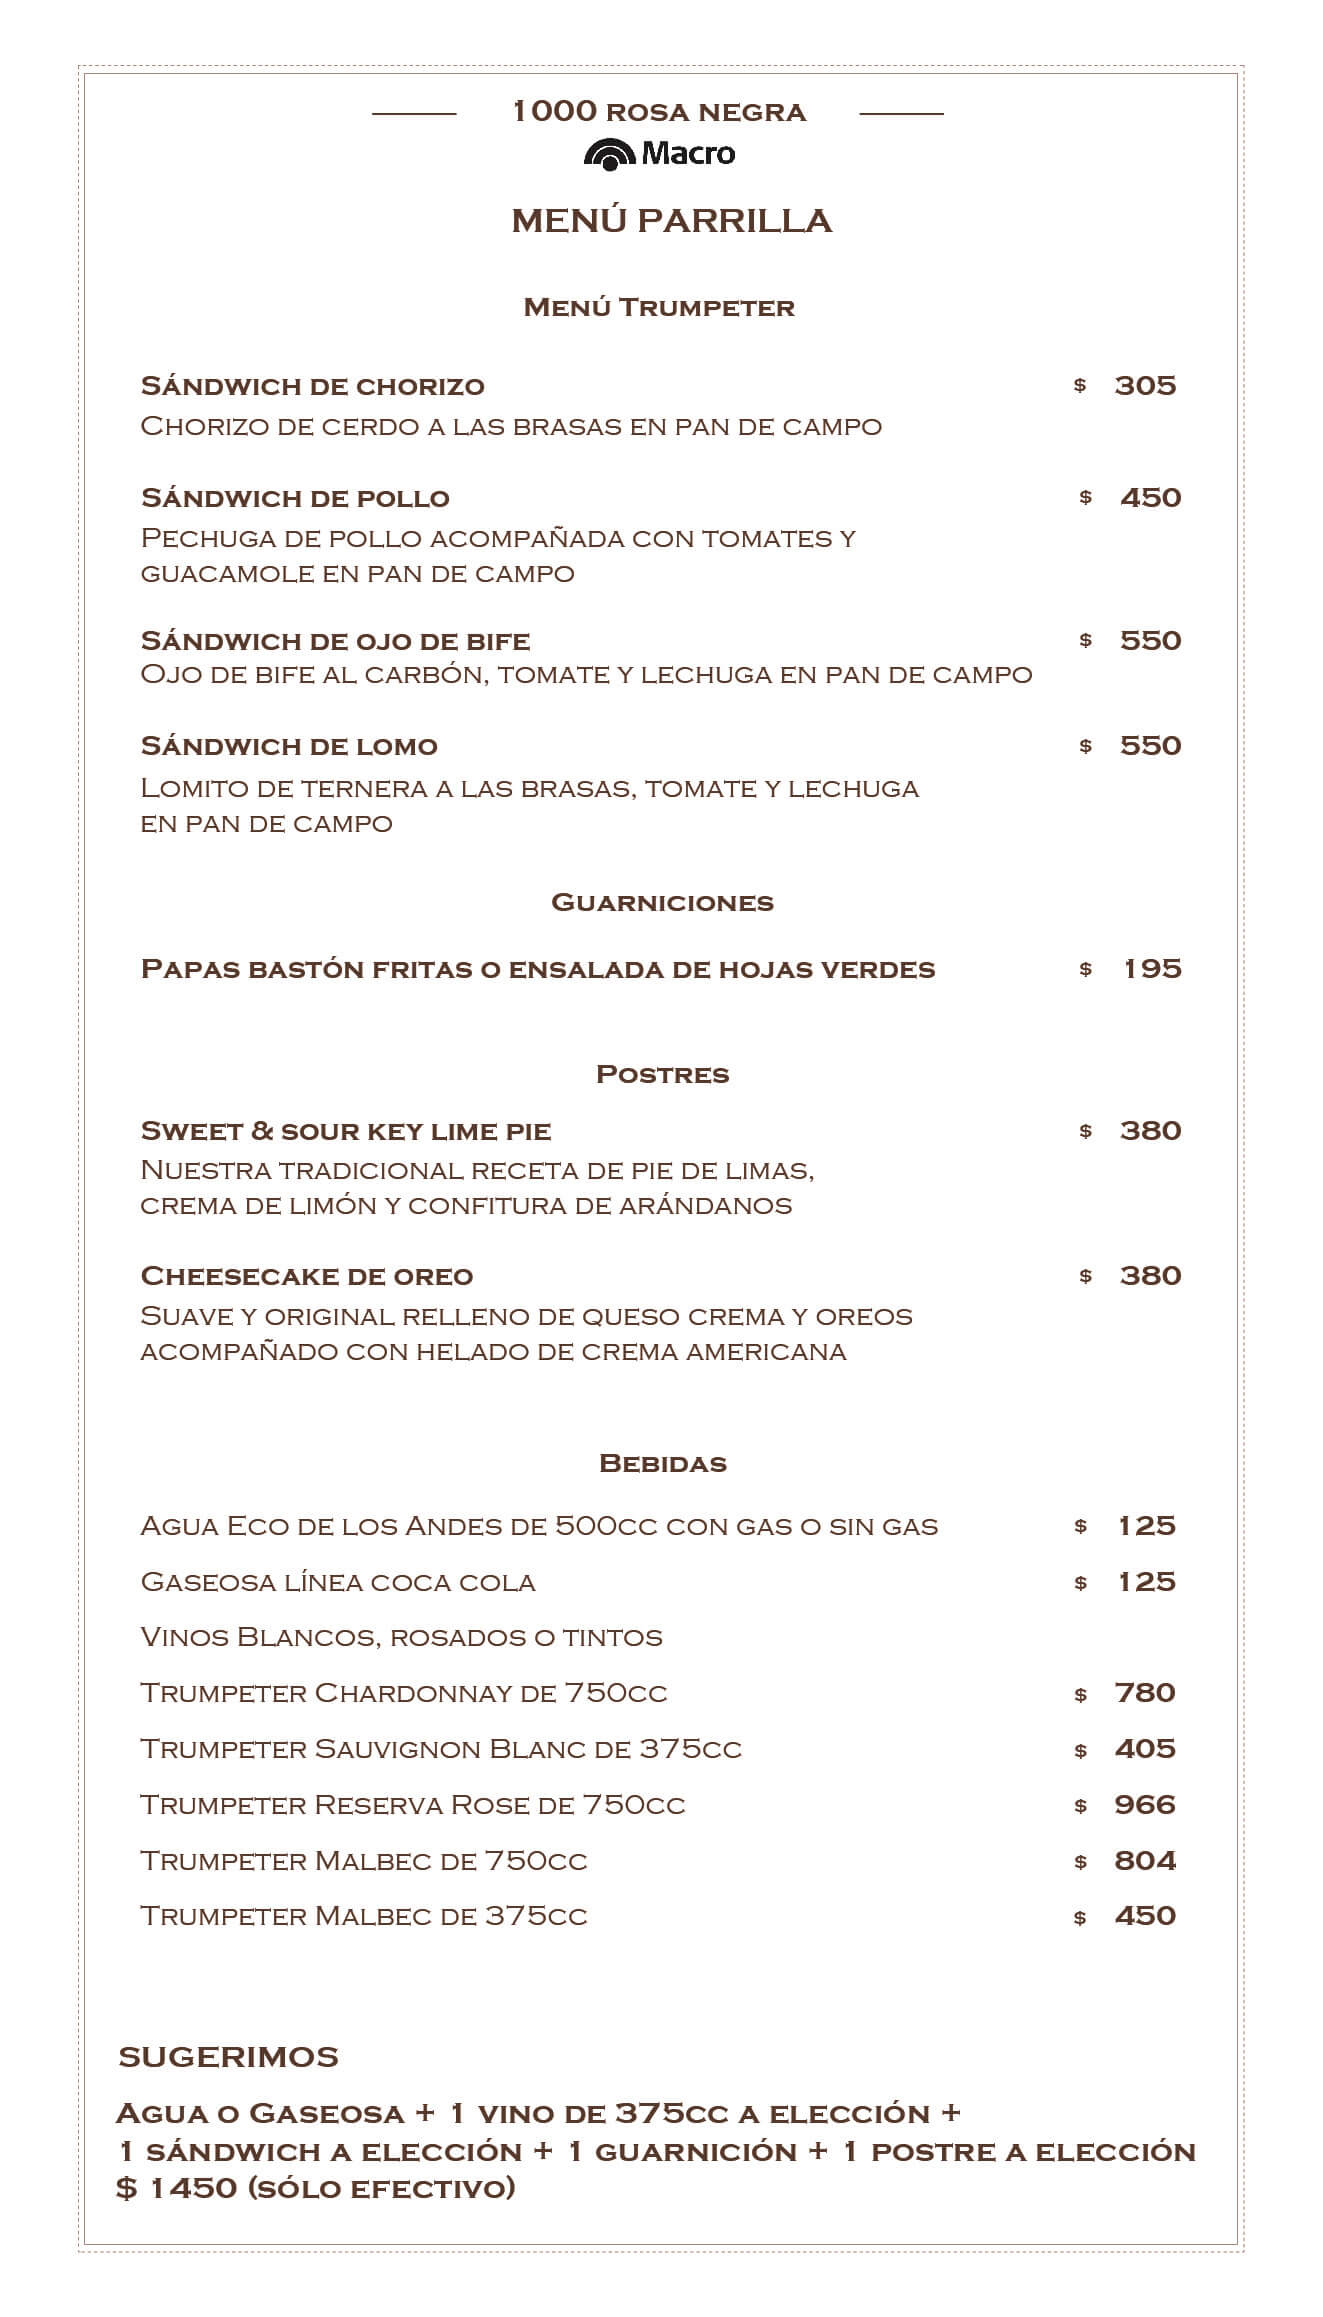 1000 ROSA NEGRA
Macro
MENÚ PARRILLA
Menú Trumpeter
Sándwich de chorizo $ 305
Chorizo de cerdo a las brasas en pan de campo
Sándwich de pollo $ 450
Pechuga de pollo acompañada con tomates y
guacamole en pan de campo
Sándwich de ojo de bife $ 550
Ojo de bife al carbón, tomate y lechuga en pan de campo
Sándwich de lomo $ 550
Lomito de ternera a las brasas, tomate y lechuga
en pan de campo
Guarniciones
Papas bastón fritas o ensalada de hojas verdes $ 195
Postres
Sweet & sour key lime pie $ 380
Nuestra tradicional receta de pie de limas,
crema de limón y confitura de arándanos
Cheesecake de oreo $ 380
Suave y original relleno de queso crema y oreos
acompañado con helado de crema americana
Bebidas
Agua Eco de los Andes de 500cc con gas o sin gas $ 125
Gaseosa línea coca cola $ 125
Vinos Blancos, rosados o tintos
Trumpeter Chardonnay de 750cc $ 780
Trumpeter Sauvignon Blanc de 375cc $ 405
Trumpeter Reserva Rose de 750cc $ 966
Trumpeter Malbec de 750cc $ 804
Trumpeter Malbec de 375cc $ 450
SUGERIMOS
Agua o Gaseosa + 1 vino de 375cc a elección +
1 sándwich a elección + 1 guarnición + 1 postre a elección
$ 1450 (sólo efectivo)